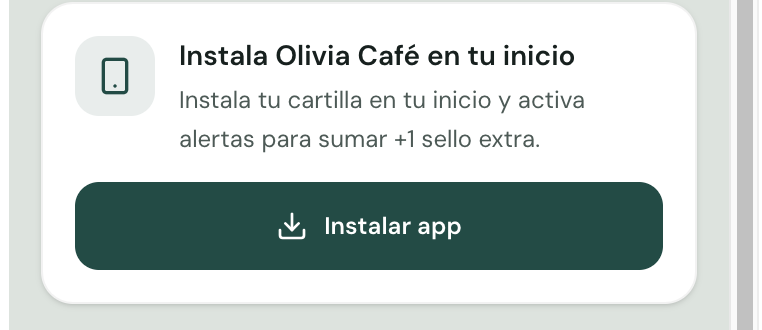 Instala Olivia Café en tu inicio
Instala tu cartilla en tu inicio y activa
alertas para sumar +1 sello extra.
Instalar app